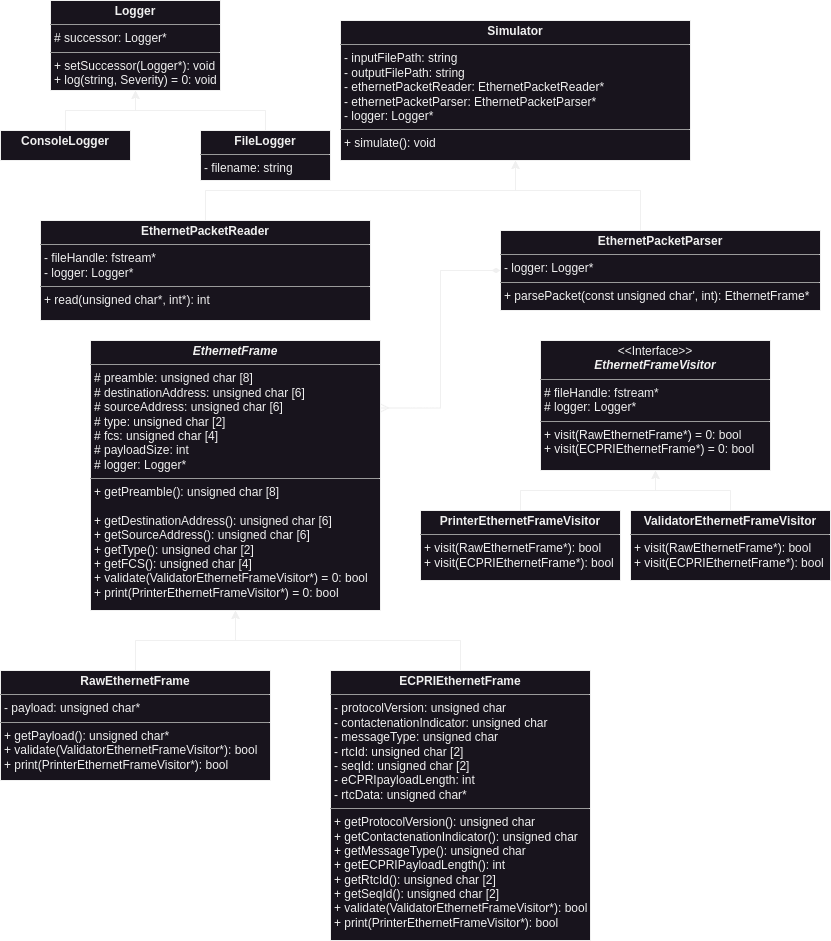 Logger
# successor: Logger*
+ setSuccessor(Logger*): void
+ log(string, Severity) = 0: void
ConsoleLogger
FileLogger
- filename: string
Simulator
- inputFilePath: string
- outputFilePath: string
- ethernetPacketReader: EthernetPacketReader*
- ethernetPacketParser: EthernetPacketParser*
- logger: Logger*
+ simulate(): void
EthernetPacketReader
- fileHandle: fstream*
- logger: Logger*
+ read(unsigned char*, int*): int
EthernetPacketParser
- logger: Logger*
+ parsePacket(const unsigned char', int): EthernetFrame*
EthernetFrame
# preamble: unsigned char [8]
# destinationAddress: unsigned char [6]
# sourceAddress: unsigned char [6]
# type: unsigned char [2]
# fcs: unsigned char [4]
# payloadSize: int
# logger: Logger*
+ getPreamble(): unsigned char [8]
+ getDestinationAddress(): unsigned char [6]
+ getSourceAddress(): unsigned char [6]
+ getType(): unsigned char [2]
+ getFCS(): unsigned char [4]
+ validate(ValidatorEthernetFrameVisitor*) = 0: bool
+ print(PrinterEthernetFrameVisitor*) = 0: bool
<<Interface>>
EthernetFrameVisitor
# fileHandle: fstream*
# logger: Logger*
+ visit(RawEthernetFrame*) = 0: bool
+ visit(ECPRIEthernetFrame*) = 0: bool
PrinterEthernetFrameVisitor
+ visit(RawEthernetFrame*): bool
+ visit(ECPRIEthernetFrame*): bool
ValidatorEthernetFrameVisitor
+ visit(RawEthernetFrame*): bool
+ visit(ECPRIEthernetFrame*): bool
RawEthernetFrame
- payload: unsigned char*
+ getPayload(): unsigned char*
+ validate(ValidatorEthernetFrameVisitor*): bool
+ print(PrinterEthernetFrameVisitor*): bool
ECPRIEthernetFrame
- protocolVersion: unsigned char
- contactenationIndicator: unsigned char
- messageType: unsigned char
- rtcId: unsigned char [2]
- seqId: unsigned char [2]
- eCPRIpayloadLength: int
- rtcData: unsigned char*
+ getProtocolVersion(): unsigned char
+ getContactenationIndicator(): unsigned char
+ getMessageType(): unsigned char
+ getECPRIPayloadLength(): int
+ getRtcId(): unsigned char [2]
+ getSeqId(): unsigned char [2]
+ validate(ValidatorEthernetFrameVisitor*): bool
+ print(PrinterEthernetFrameVisitor*): bool